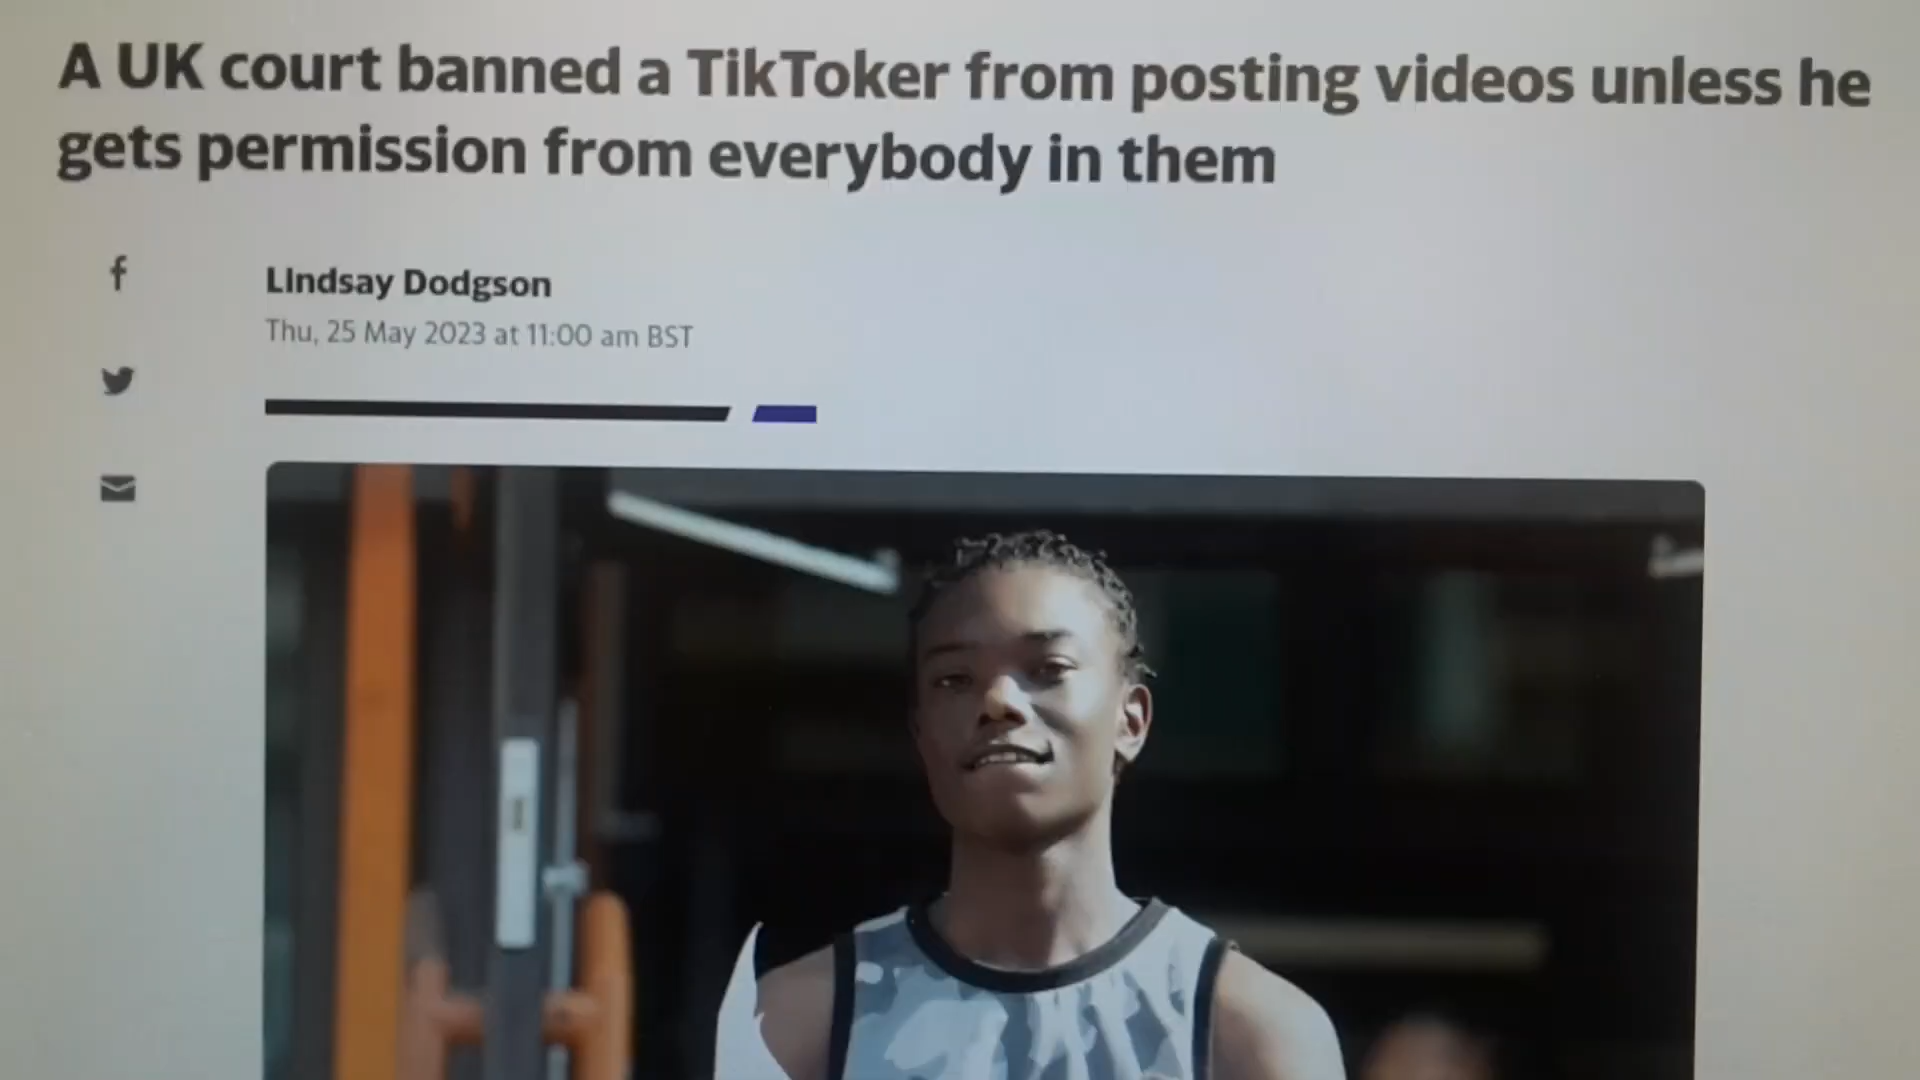 A UK court banned a TikToker from posting videos unless he
gets permission from everybody in them
Lindsay Dodgson
Thu, 25 May 2023 at 11:00 am BST